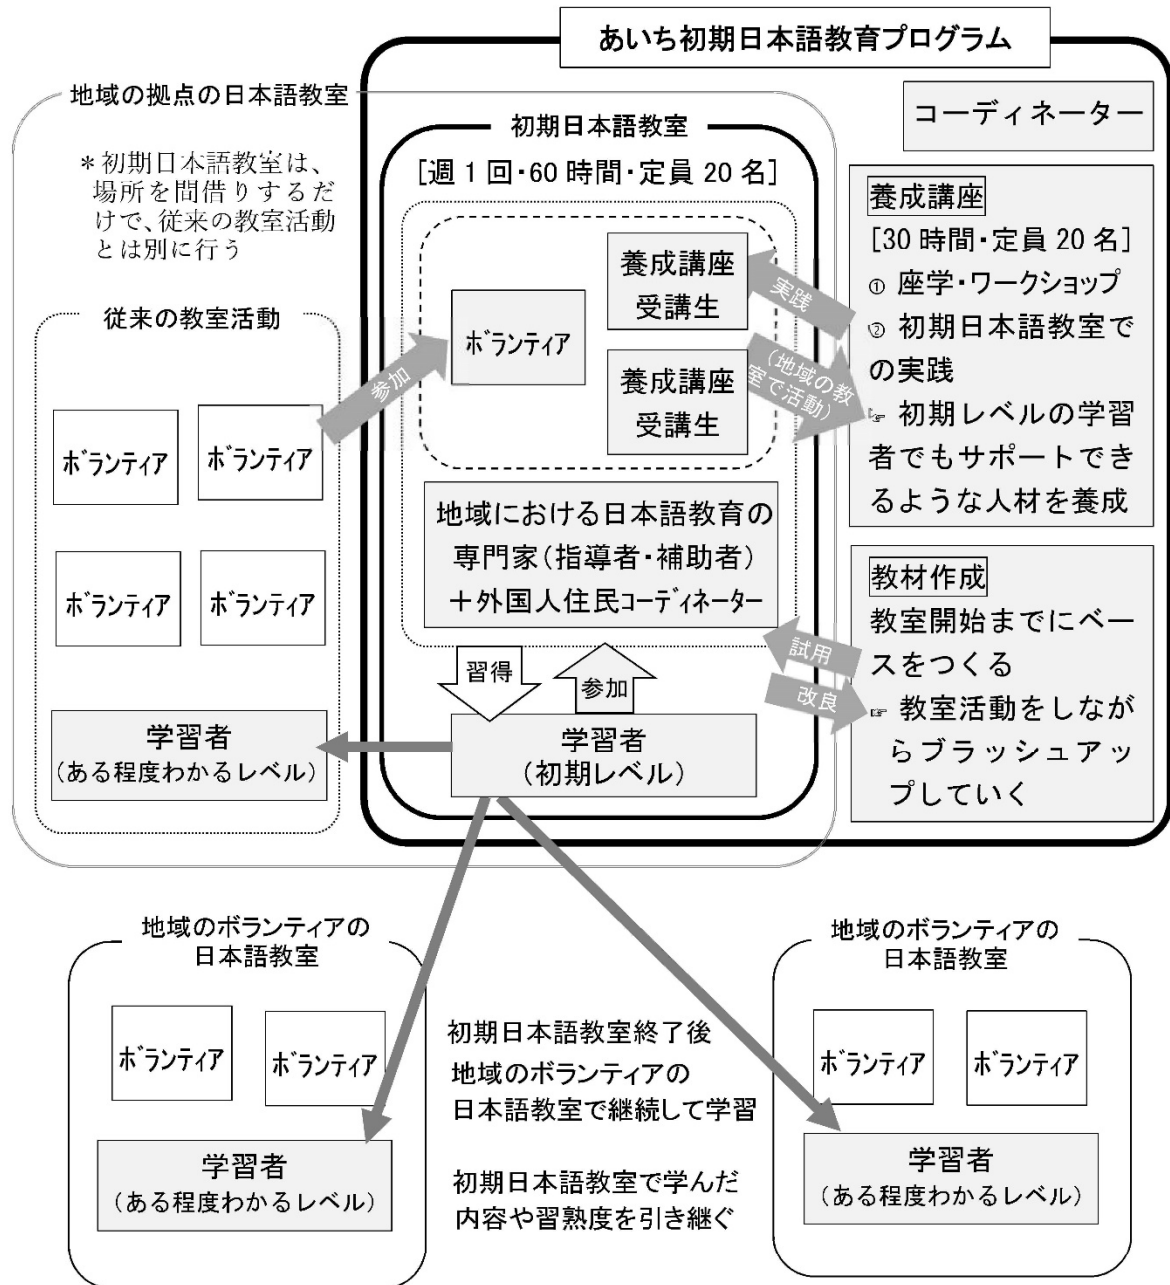 あいち初期日本語教育プログラム
地域の拠点の日本語教室
*初期日本語教室は、
場所を間借りするだ
けで、従来の教室活動
とは別に行う
従来の教室活動
ボランティア
ボランティア
ボランティア
ボランティア
学習者
(ある程度わかるレベル)
参加
初期日本語教室
[週1回・60時間・定員20名]
ボランティア
養成講座
受講生
養成講座
受講生
地域における日本語教育の
専門家(指導者・補助者)
+外国人住民コーディネーター
習得
参加
学習者
(初期レベル)
実践
(地域の教
室で活動)
試用
改良
コーディネーター
養成講座
[30時間・定員20名]
① 座学・ワークショップ
② 初期日本語教室で
の実践
☞ 初期レベルの学習
者でもサポートでき
るような人材を養成
教材作成
教室開始までにベー
スをつくる
☞ 教室活動をしなが
らブラッシュアッ
プしていく
地域のボランティアの
日本語教室
ボランティア
ボランティア
学習者
(ある程度わかるレベル)
初期日本語教室終了後
地域のボランティアの
日本語教室で継続して学習
初期日本語教室で学んだ
内容や習熟度を引き継ぐ
地域のボランティアの
日本語教室
ボランティア
ボランティア
学習者
(ある程度わかるレベル)